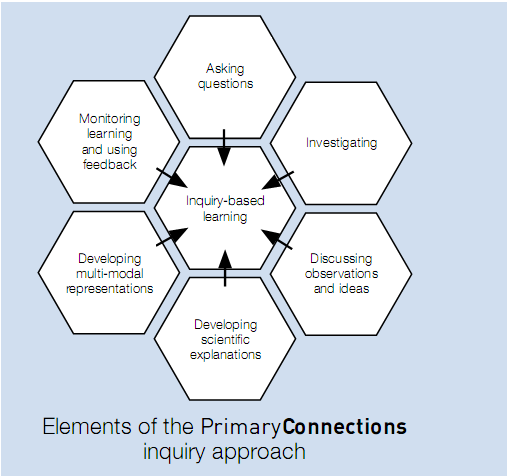 Asking
questions
Investigating
Discussing
observations
and ideas
Developing
scientific
explanations
Developing
multi-modal
representations
Monitoring
learning
and using
feedback
Inquiry-based
learning
Elements of the PrimaryConnections
inquiry approach